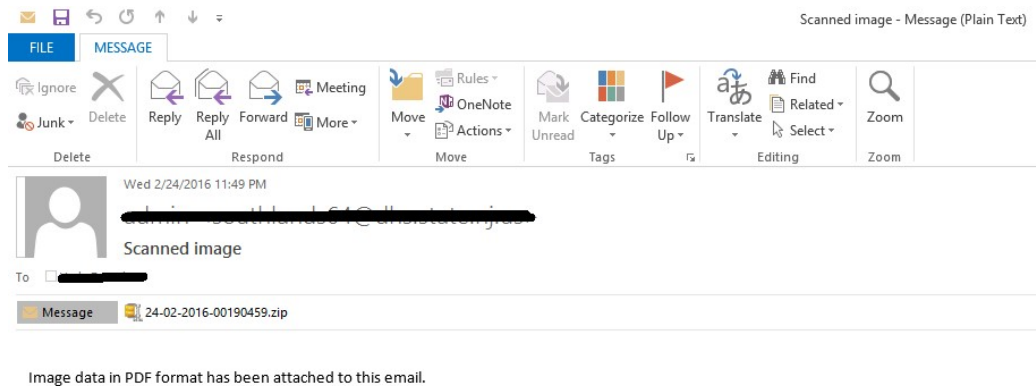 Scanned image - Message (Plain Text)
FILE MESSAGE
Ignore
Junk
Delete
Reply
Reply All
Forward
Meeting
More
Move
Rules
OneNote
Actions
Mark Unread
Categorize
Follow Up
Translate
Find
Related
Select
Zoom
Delete Respond Move Tags Editing Zoom
Wed 2/24/2016 11:49 PM
Scanned image
To
Message 24-02-2016-00190459.zip
Image data in PDF format has been attached to this email.